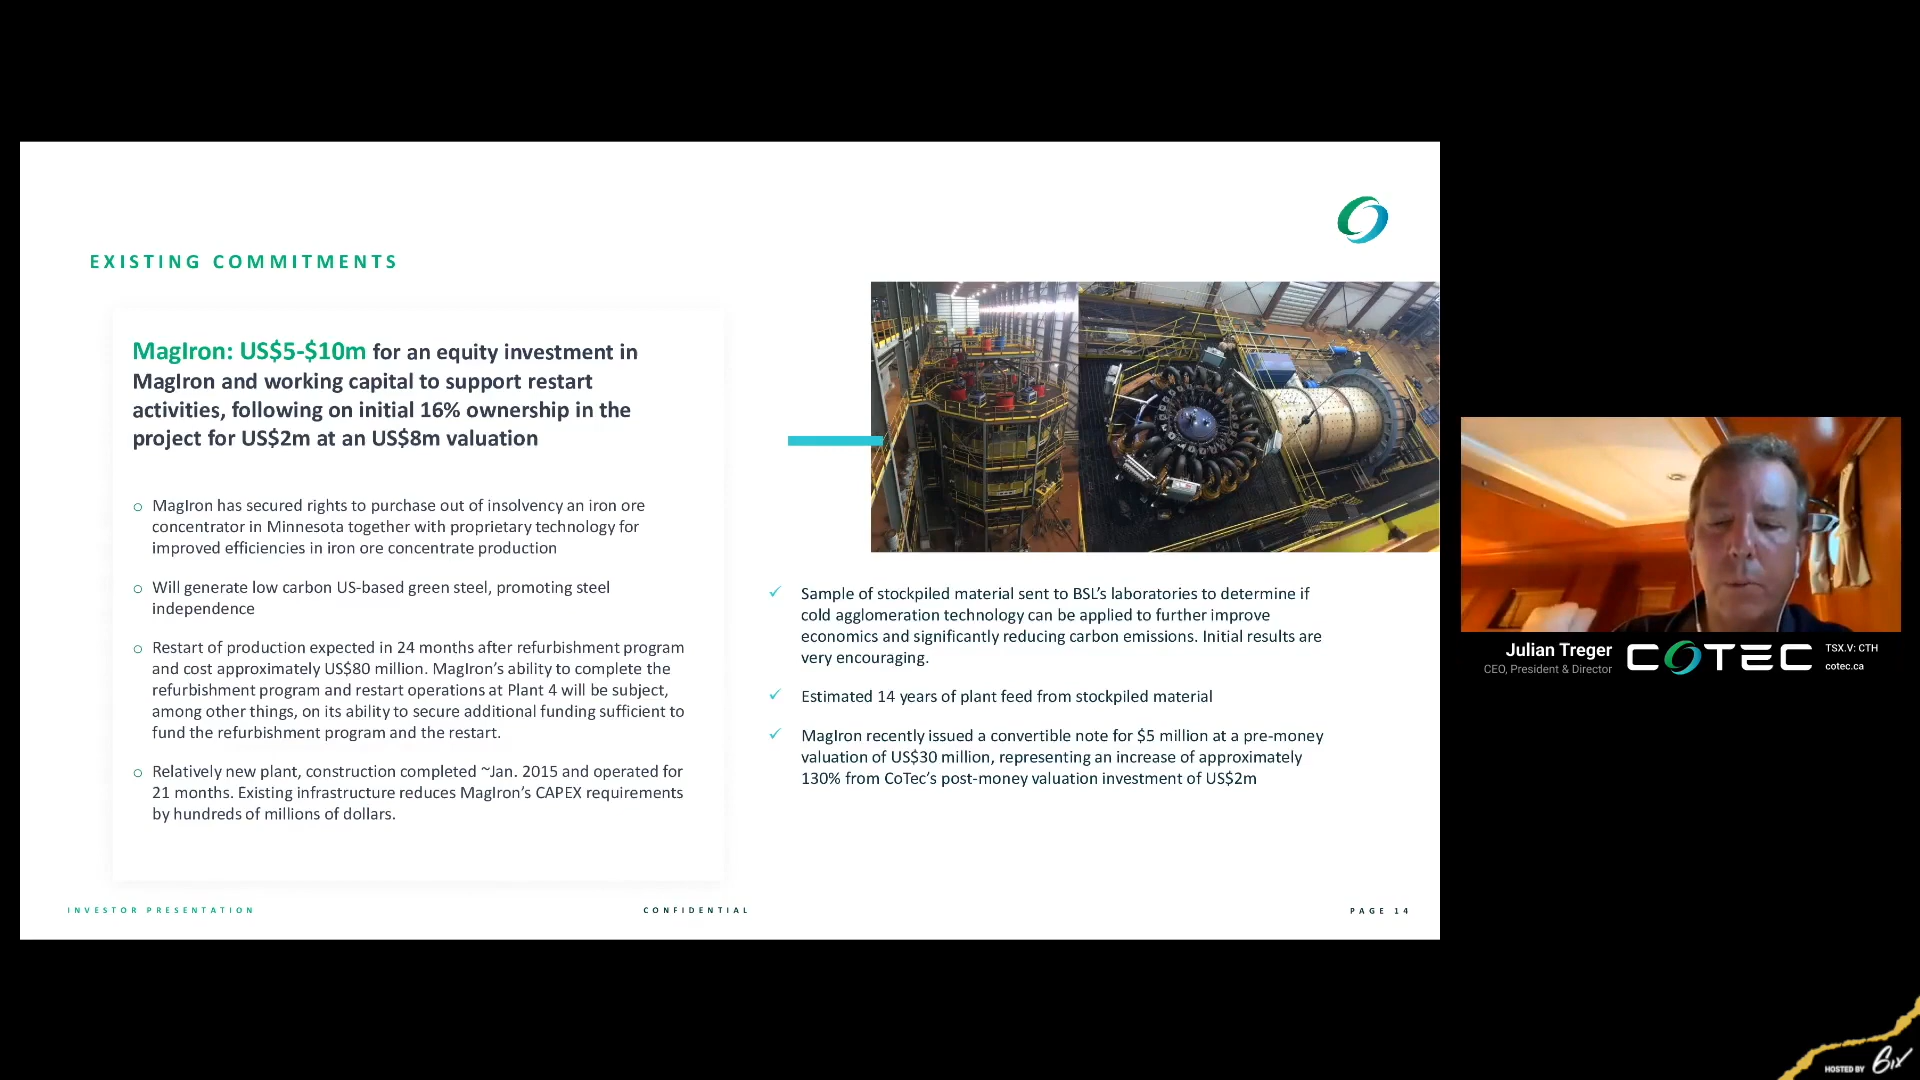 EXISTING COMMITMENTS
MagIron: US$5-$10m for an equity investment in
MagIron and working capital to support restart
activities, following on initial 16% ownership in the
project for US$2m at an US$8m valuation
MagIron has secured rights to purchase out of insolvency an iron ore
concentrator in Minnesota together with proprietary technology for
improved efficiencies in iron ore concentrate production
Will generate low carbon US-based green steel, promoting steel
independence
Restart of production expected in 24 months after refurbishment program
and cost approximately US$80 million. MagIron's ability to complete the
refurbishment program and restart operations at Plant 4 will be subject,
among other things, on its ability to secure additional funding sufficient to
fund the refurbishment program and the restart.
Relatively new plant, construction completed ~Jan. 2015 and operated for
21 months. Existing infrastructure reduces MagIron's CAPEX requirements
by hundreds of millions of dollars.
Sample of stockpiled material sent to BSL's laboratories to determine if
cold agglomeration technology can be applied to further improve
economics and significantly reducing carbon emissions. Initial results are
very encouraging.
Estimated 14 years of plant feed from stockpiled material
MagIron recently issued a convertible note for $5 million at a pre-money
valuation of US$30 million, representing an increase of approximately
130% from CoTec's post-money valuation investment of US$2m
INVESTOR PRESENTATION
CONFIDENTIAL
PAGE 14
Julian Treger
CEO, President & Director
COTEC
TSX.V: CTH
cotec.ca
HOSTED BY 6ix